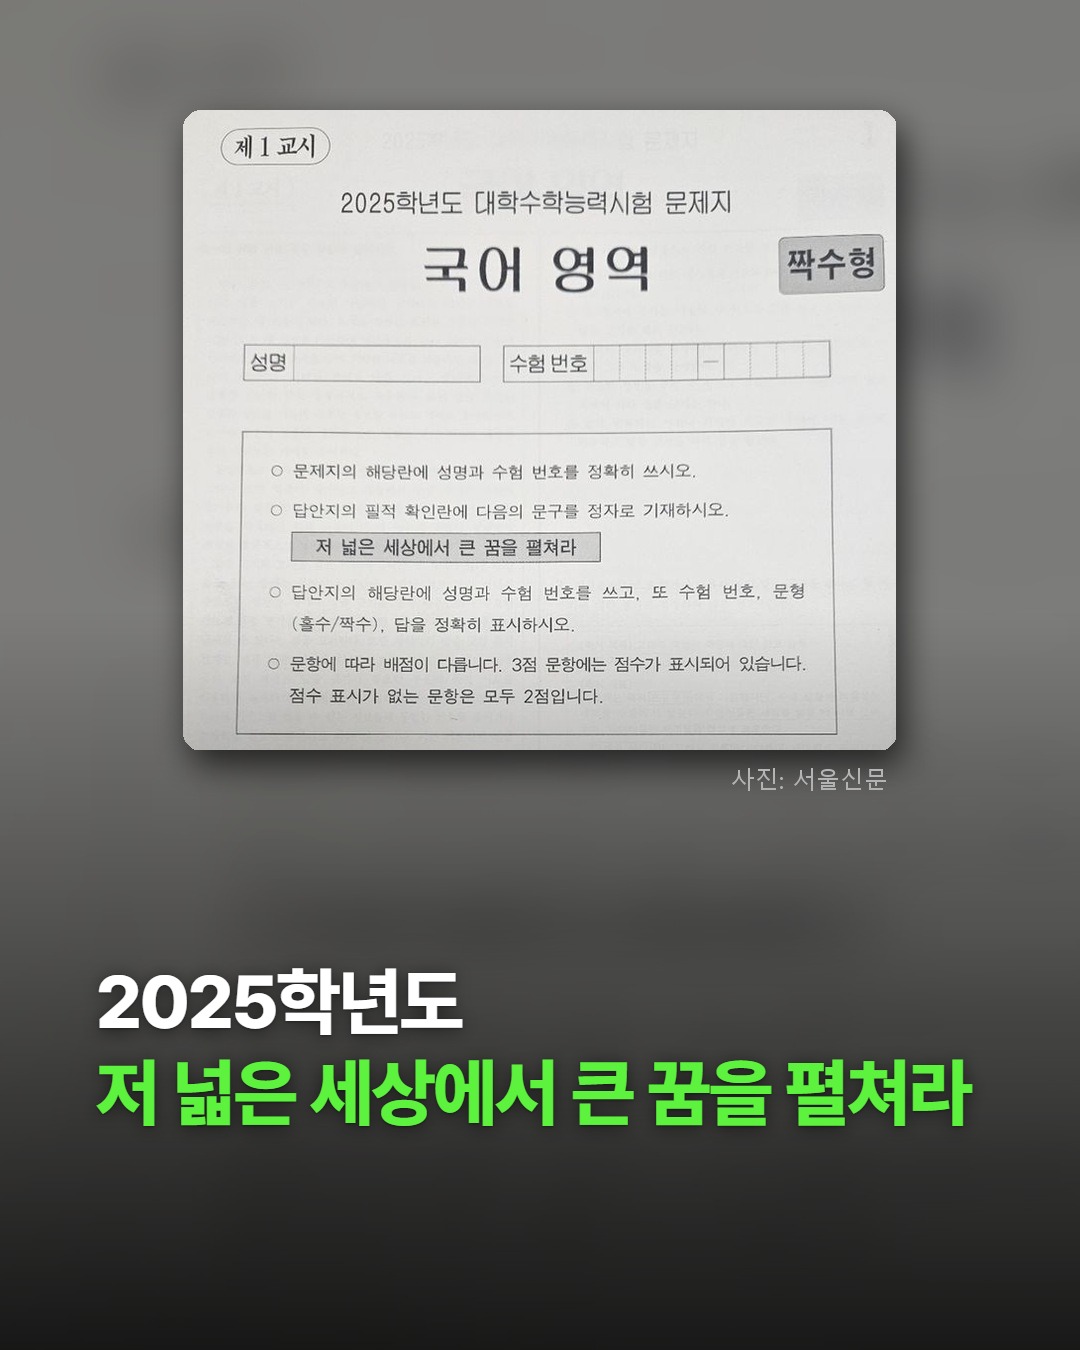 제 1 교시
2025학년도 대학수학능력시험 문제지
국어 영역
짝수형
성명
수험 번호 —
○ 문제지의 해당란에 성명과 수험 번호를 정확히 쓰시오.
○ 답안지의 필적 확인란에 다음의 문구를 정자로 기재하시오.
저 넓은 세상에서 큰 꿈을 펼쳐라
○ 답안지의 해당란에 성명과 수험 번호를 쓰고, 또 수험 번호, 문형
(홀수/짝수), 답을 정확히 표시하시오.
○ 문항에 따라 배점이 다릅니다. 3점 문항에는 점수가 표시되어 있습니다.
점수 표시가 없는 문항은 모두 2점입니다.
사진: 서울신문
2025학년도
저 넓은 세상에서 큰 꿈을 펼쳐라